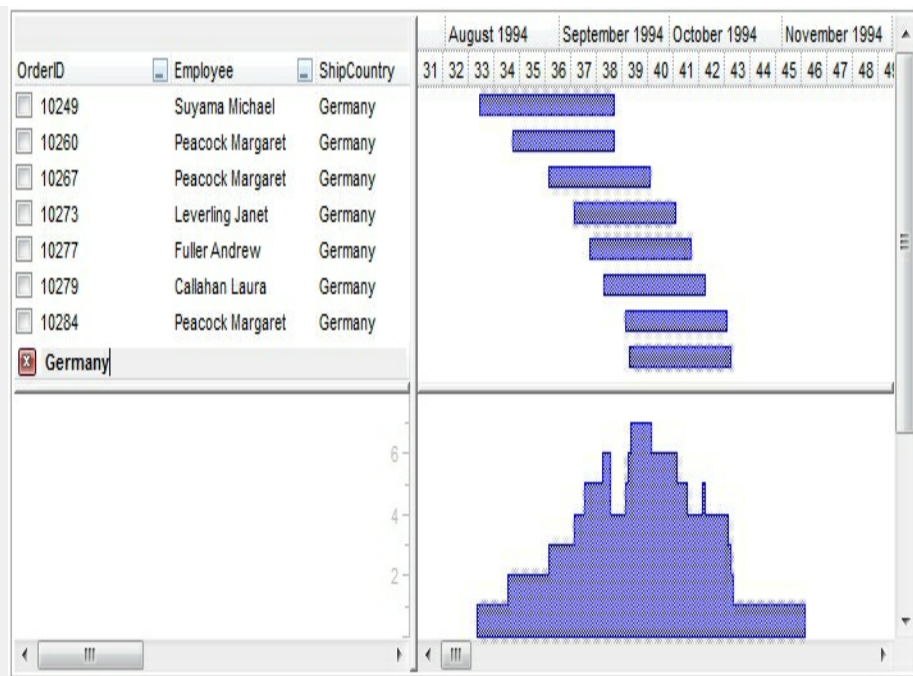 August 1994 September 1994 October 1994 November 1994
OrderID Employee ShipCountry 31 32 33 34 35 36 37 38 39 40 41 42 43 44 45 46 47 48
10249 Suyama Michael Germany
10260 Peacock Margaret Germany
10267 Peacock Margaret Germany
10273 Leverling Janet Germany
10277 Fuller Andrew Germany
10279 Callahan Laura Germany
10284 Peacock Margaret Germany
Germany
6
4
2